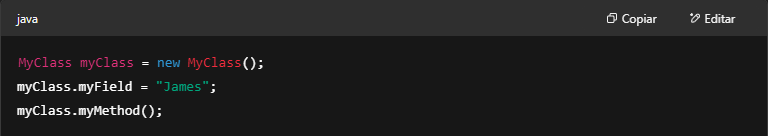 java Copiar Editar
MyClass myClass = new MyClass();
myClass.myField = "James";
myClass.myMethod();